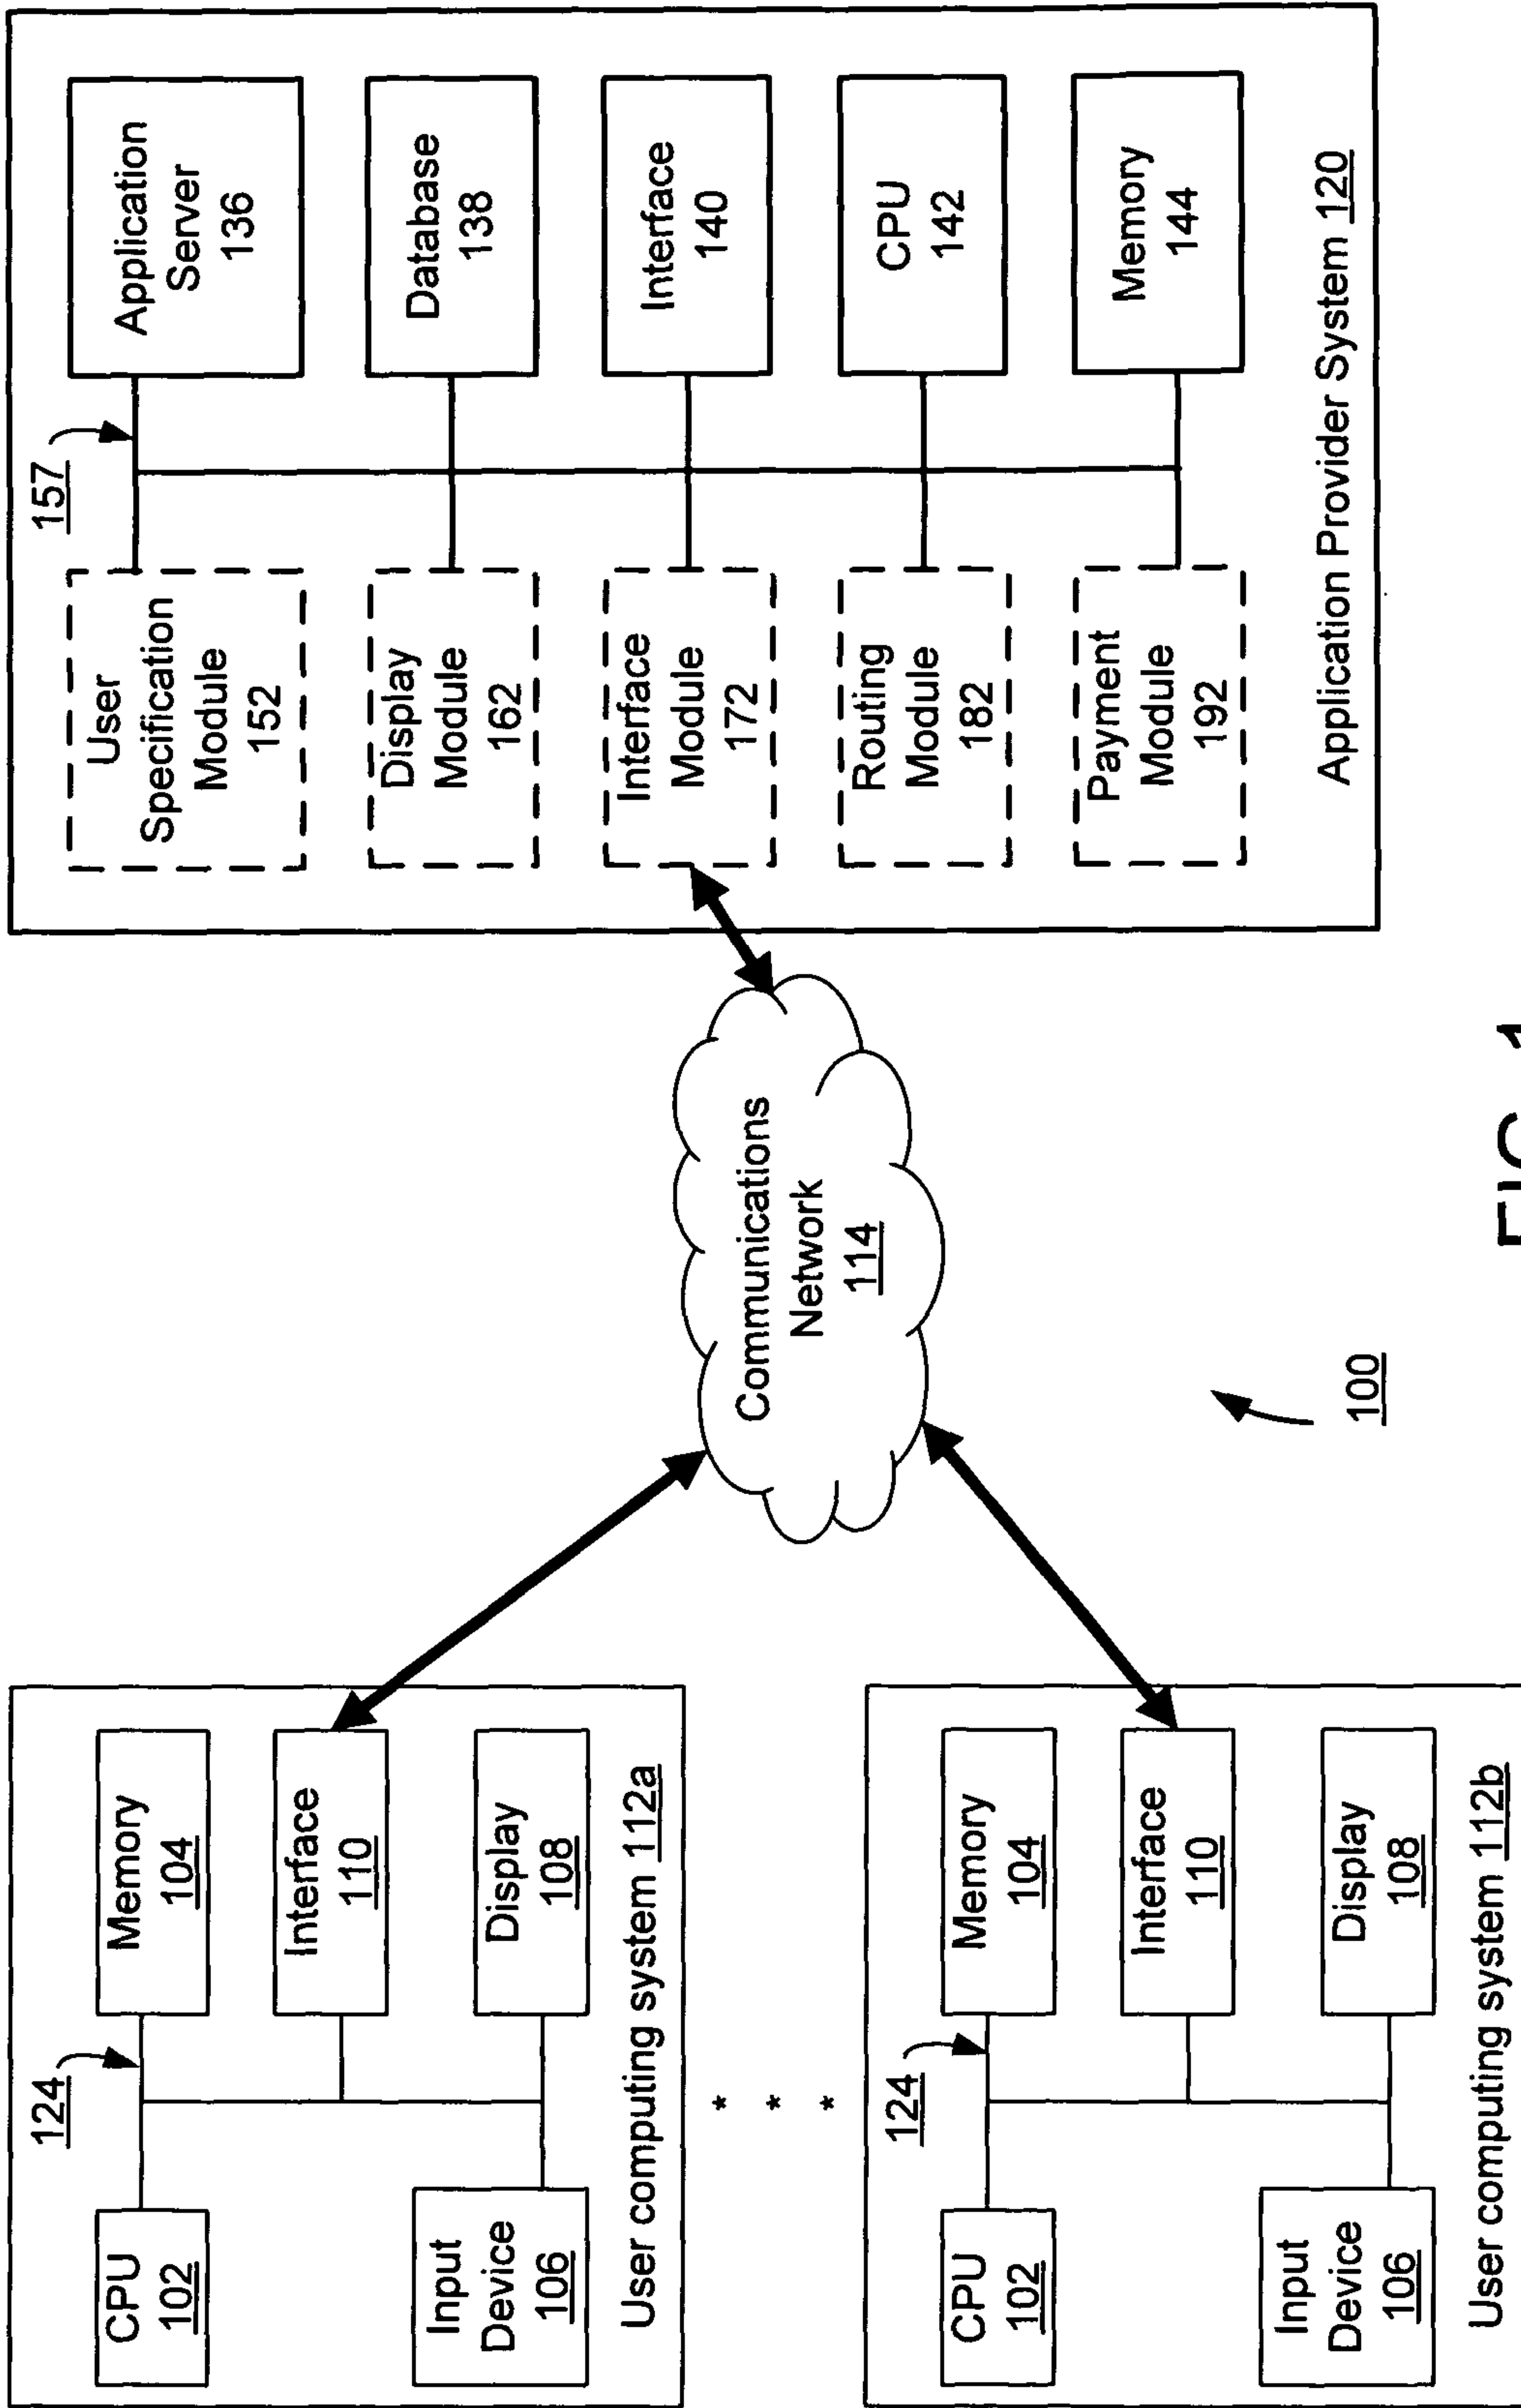 124
CPU
102
Memory
104
Interface
110
Input
Device
106
Display
108
User computing system 112a
*
*
*
124
CPU
102
Memory
104
Interface
110
Input
Device
106
Display
108
User computing system 112b
Communications
Network
114
100
157
User
Specification
Module
152
Application
Server
136
Display
Module
162
Database
138
Interface
Module
172
Interface
140
Routing
Module
182
CPU
142
Payment
Module
192
Memory
144
Application Provider System 120
FIG. 1